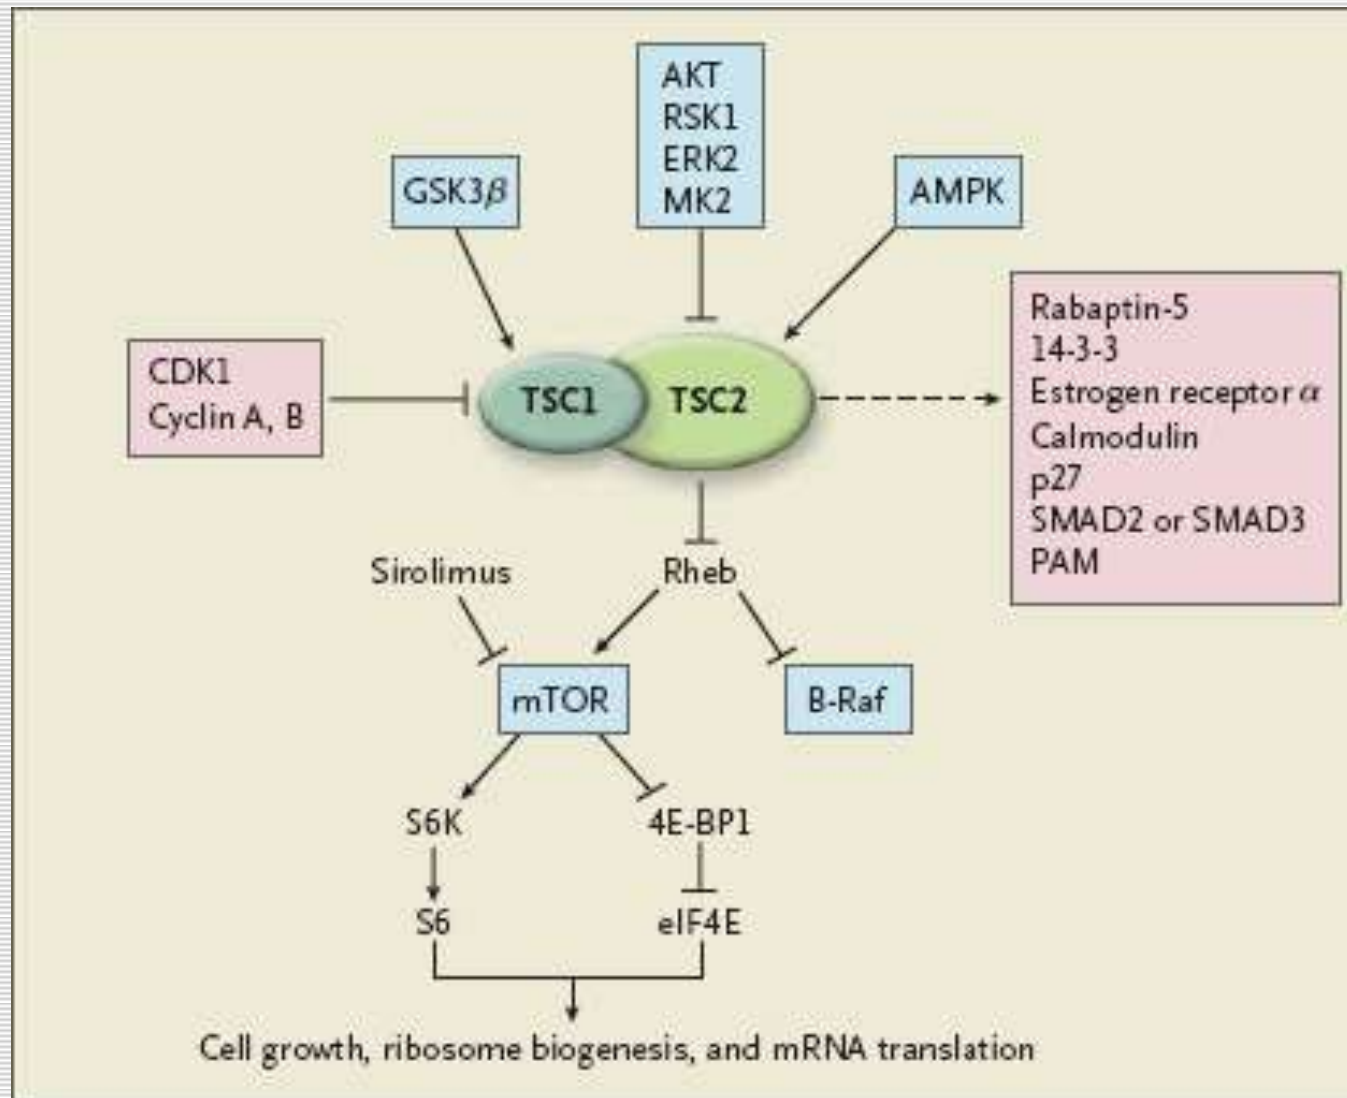 AKT
RSK1
ERK2
MK2
GSK3β
AMPK
CDK1
Cyclin A, B
TSC1
TSC2
Rabaptin-5
14-3-3
Estrogen receptor α
Calmodulin
p27
SMAD2 or SMAD3
PAM
Sirolimus
Rheb
mTOR
B-Raf
S6K
4E-BP1
S6
eIF4E
Cell growth, ribosome biogenesis, and mRNA translation